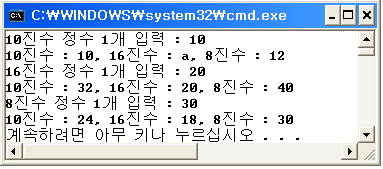 C:\WINDOWS\system32\cmd.exe
10진수 정수 1개 입력 : 10
10진수 : 10, 16진수 : a, 8진수 : 12
16진수 정수 1개 입력 : 20
10진수 : 32, 16진수 : 20, 8진수 : 40
8진수 정수 1개 입력 : 30
10진수 : 24, 16진수 : 18, 8진수 : 30
계속하려면 아무 키나 누르십시오 . . .